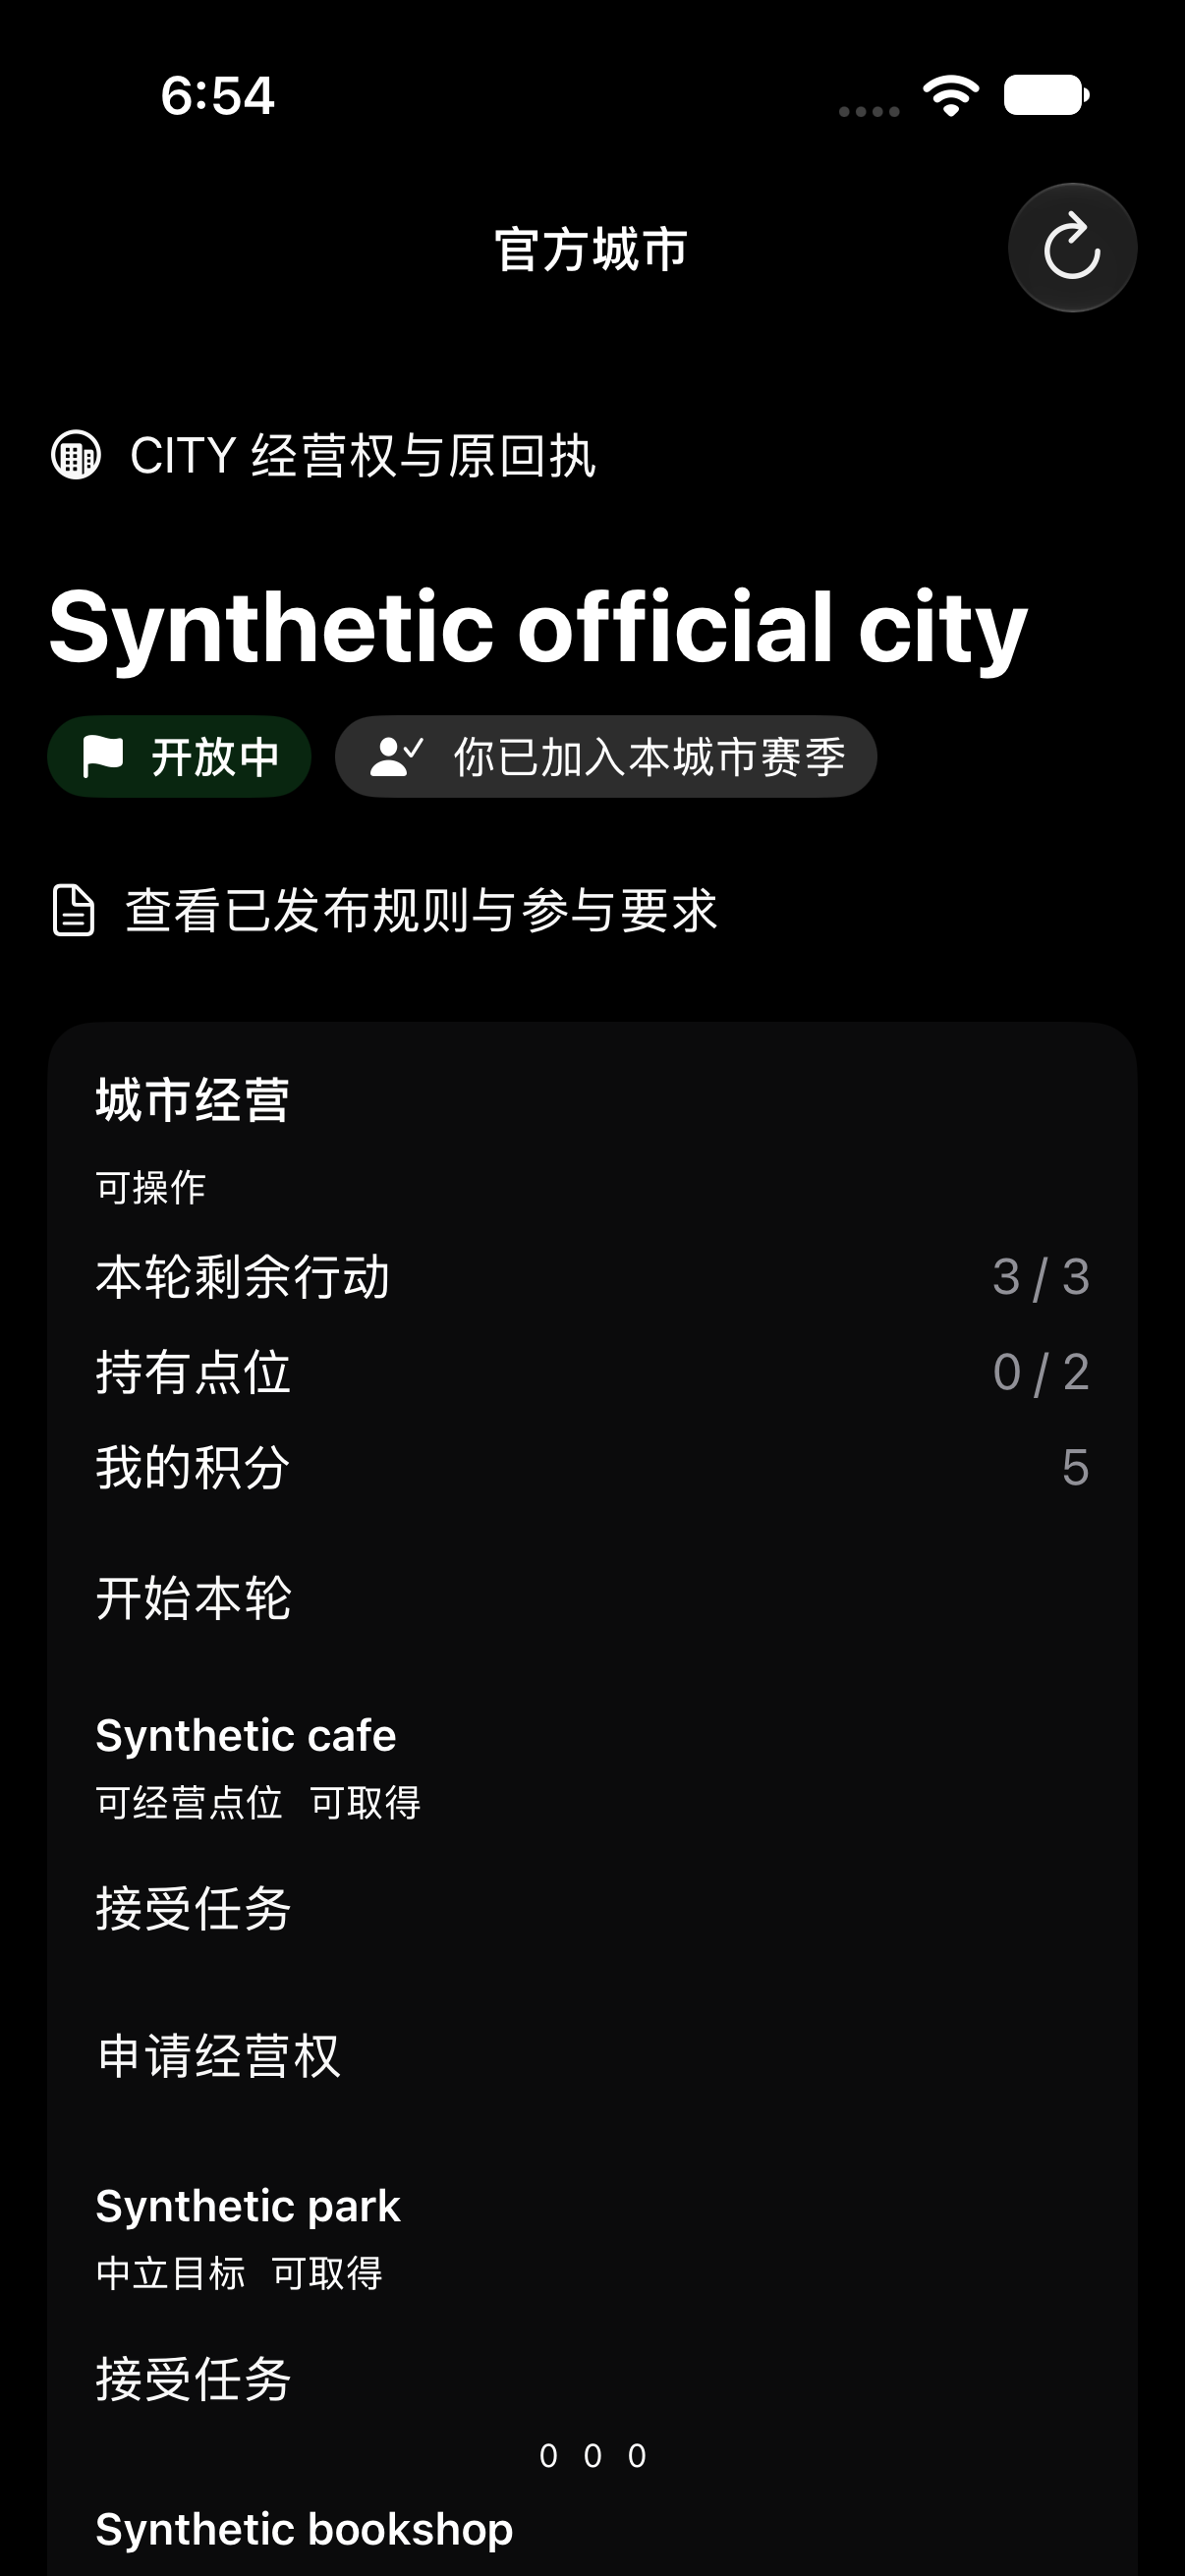 6:54
官方城市
CITY 经营权与原回执
Synthetic official city
开放中
你已加入本城市赛季
查看已发布规则与参与要求
城市经营
可操作
本轮剩余行动 3 / 3
持有点位 0 / 2
我的积分 5
开始本轮
Synthetic cafe
可经营点位 可取得
接受任务
申请经营权
Synthetic park
中立目标 可取得
接受任务
0 0 0
Synthetic bookshop